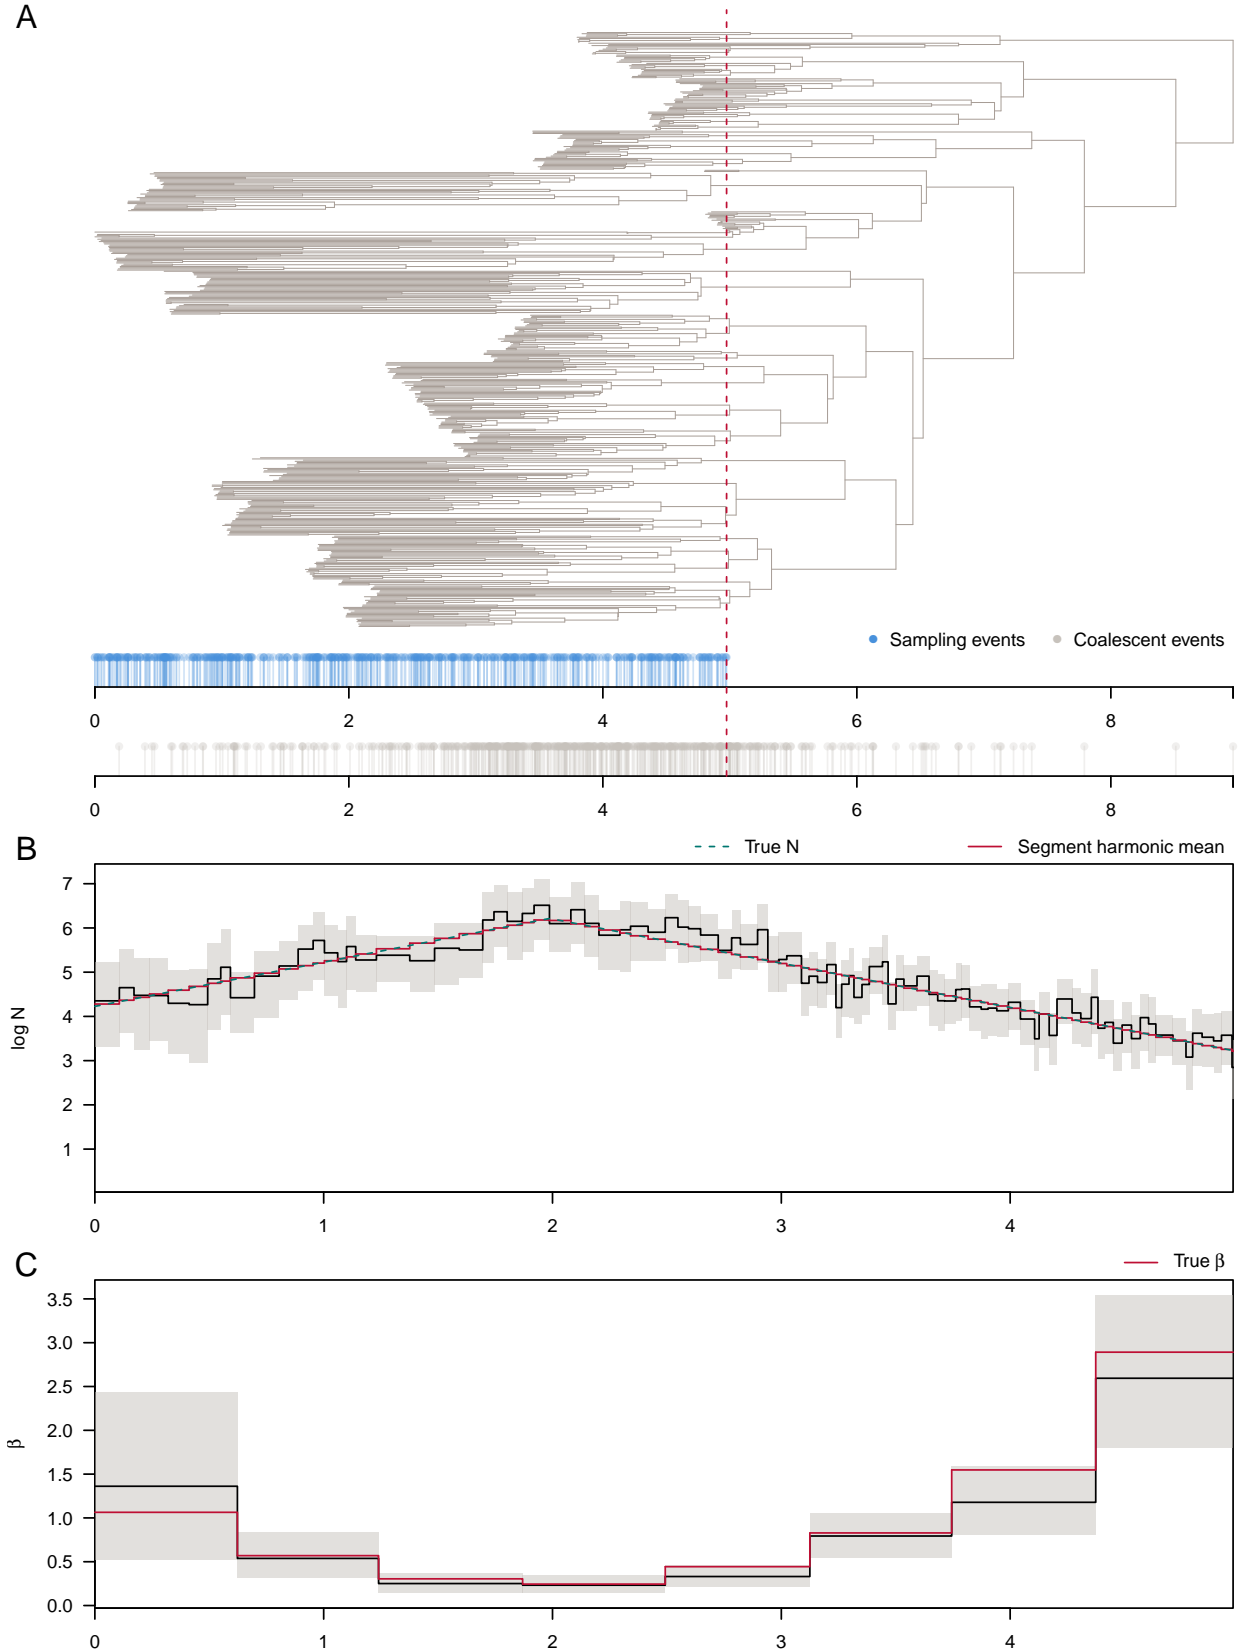 A
Sampling events Coalescent events
0 2 4 6 8
0 2 4 6 8
B
True N Segment harmonic mean
7
6
5
4
3
2
1
log N
0 1 2 3 4
C
True β
3.5
3.0
2.5
2.0
1.5
1.0
0.5
0.0
β
0 1 2 3 4